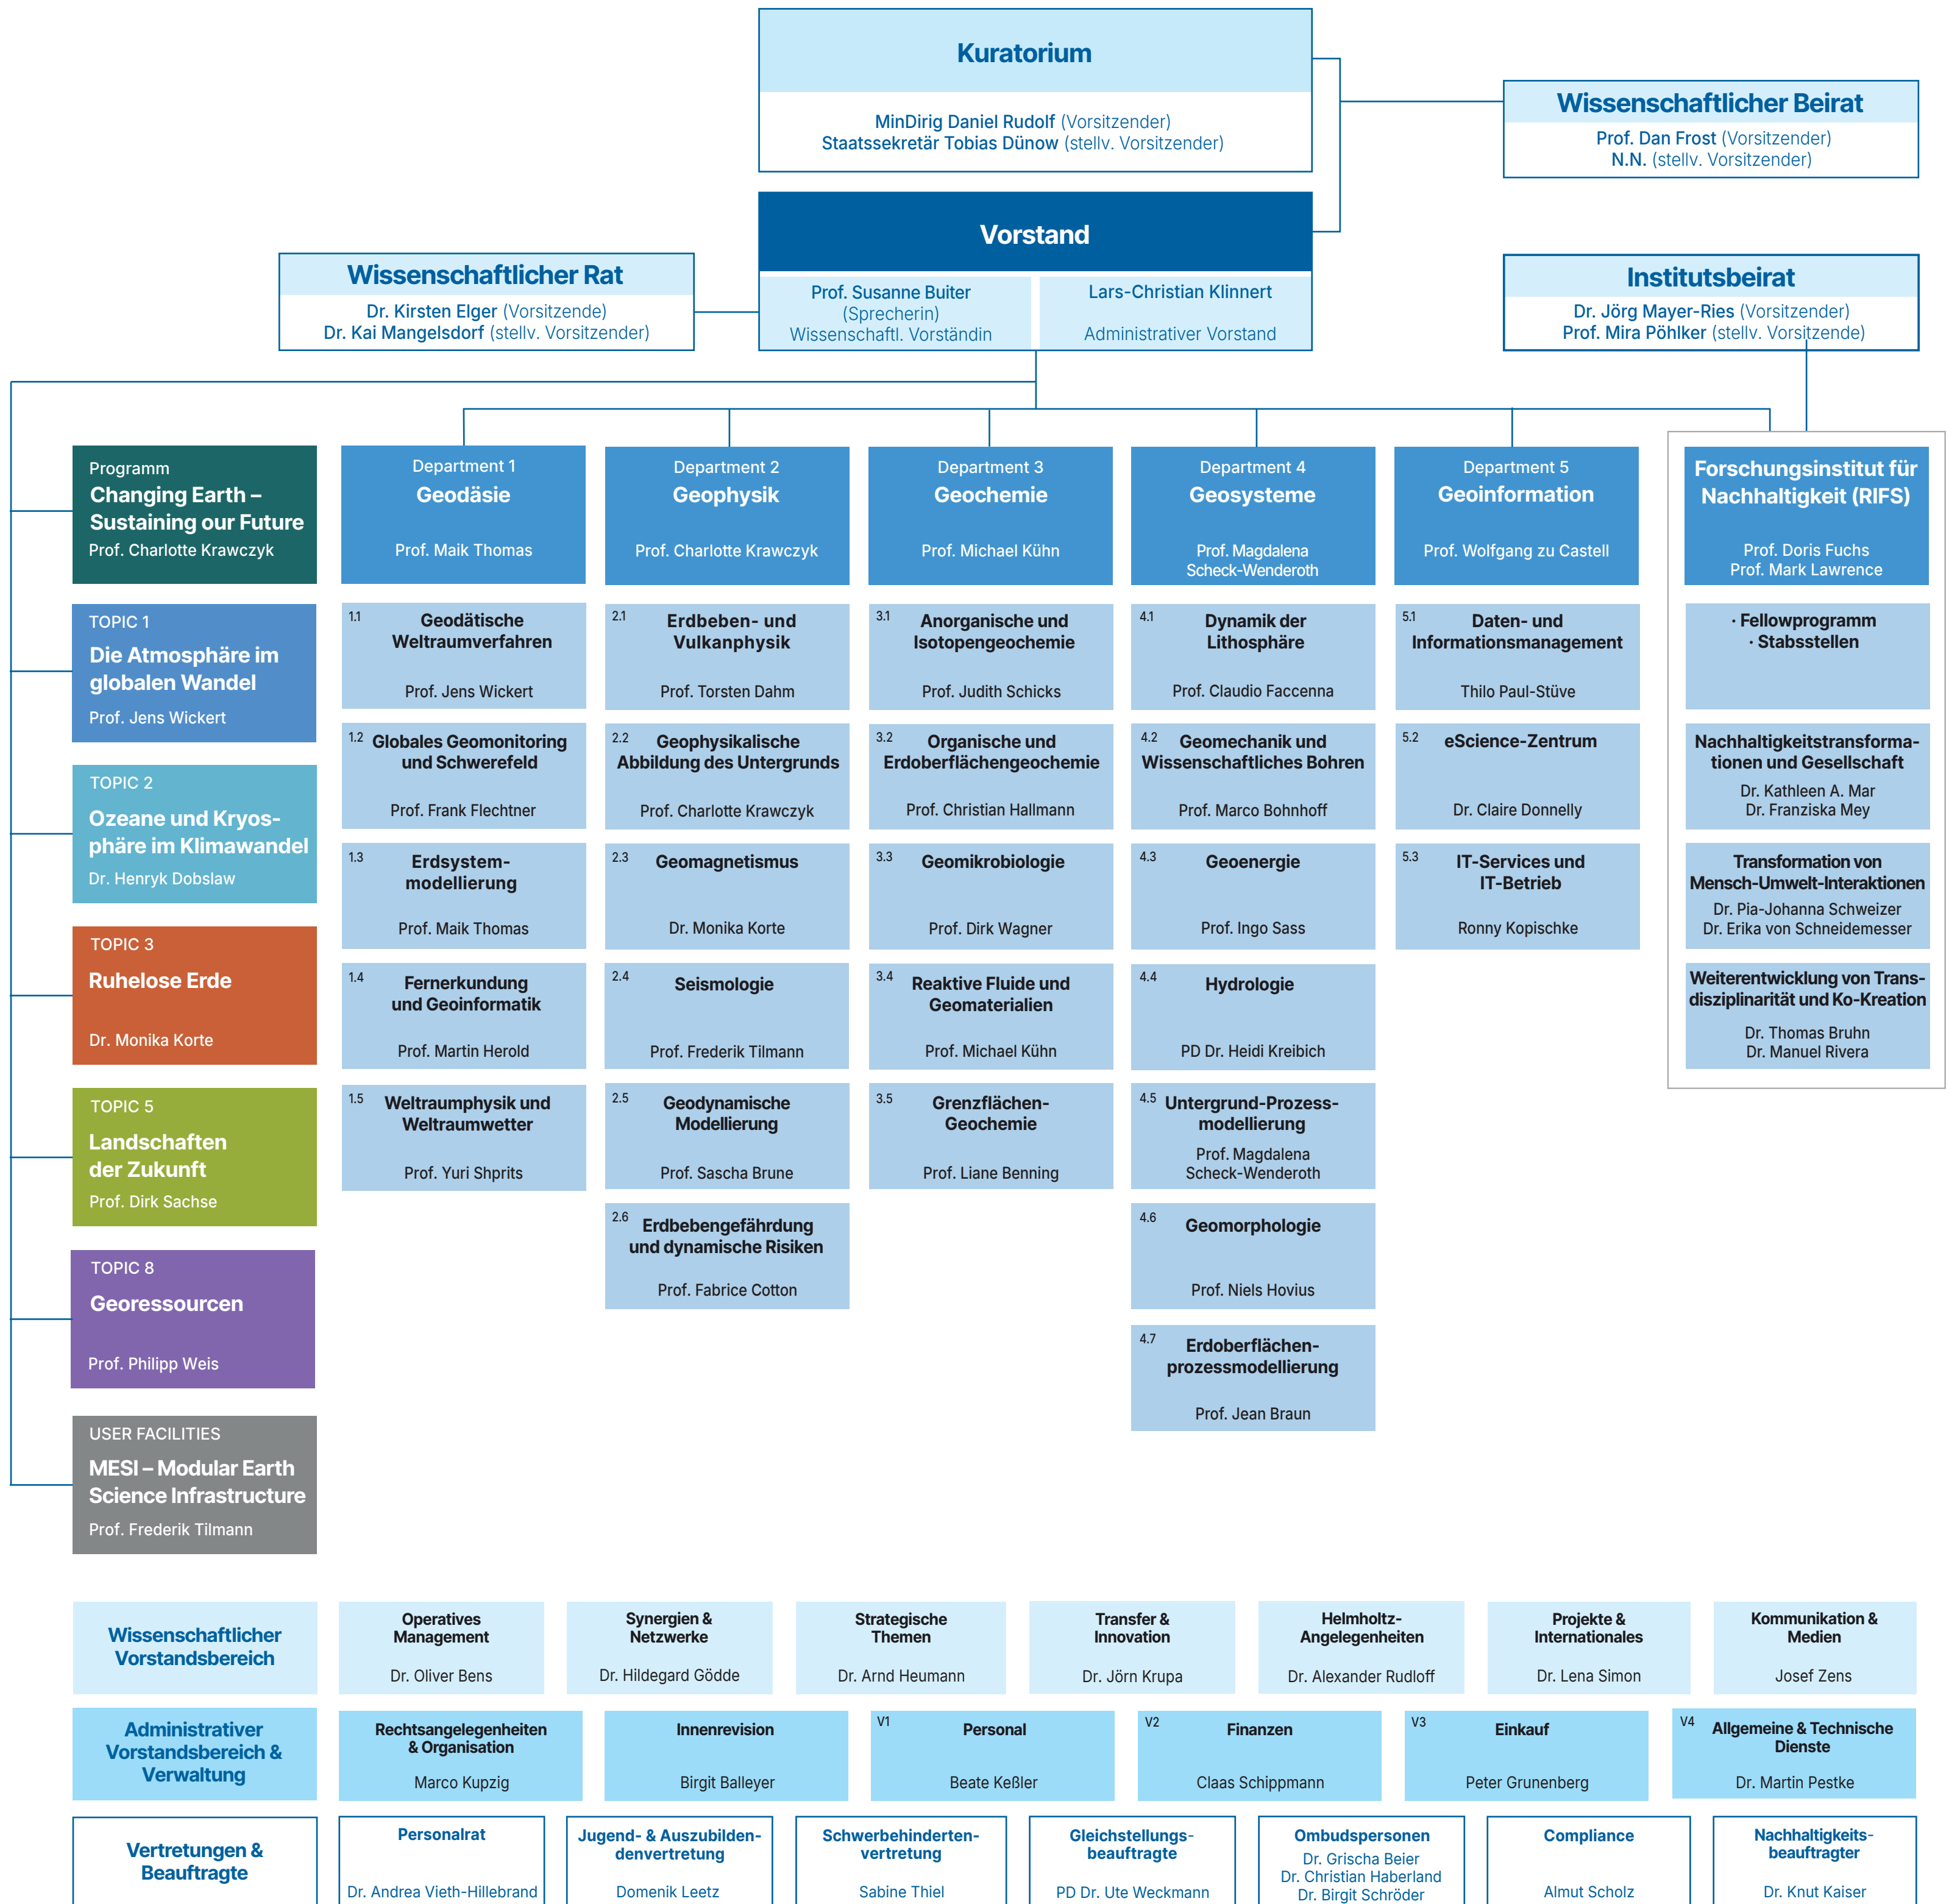 Kuratorium
MinDirig Daniel Rudolf (Vorsitzender)
Staatssekretär Tobias Dünow (stellv. Vorsitzender)
Wissenschaftlicher Beirat
Prof. Dan Frost (Vorsitzender)
N.N. (stellv. Vorsitzender)
Vorstand
Prof. Susanne Buiter
(Sprecherin)
Wissenschaftl. Vorständin
Lars-Christian Klinnert
Administrativer Vorstand
Wissenschaftlicher Rat
Dr. Kirsten Elger (Vorsitzende)
Dr. Kai Mangelsdorf (stellv. Vorsitzender)
Institutsbeirat
Dr. Jörg Mayer-Ries (Vorsitzender)
Prof. Mira Pöhlker (stellv. Vorsitzende)
Programm
Changing Earth –
Sustaining our Future
Prof. Charlotte Krawczyk
TOPIC 1
Die Atmosphäre im
globalen Wandel
Prof. Jens Wickert
TOPIC 2
Ozeane und Kryos-
phäre im Klimawandel
Dr. Henryk Dobslaw
TOPIC 3
Ruhelose Erde
Dr. Monika Korte
TOPIC 5
Landschaften
der Zukunft
Prof. Dirk Sachse
TOPIC 8
Georessourcen
Prof. Philipp Weis
USER FACILITIES
MESI – Modular Earth
Science Infrastructure
Prof. Frederik Tilmann
Department 1
Geodäsie
Prof. Maik Thomas
1.1 Geodätische
Weltraumverfahren
Prof. Jens Wickert
1.2 Globales Geomonitoring
und Schwerefeld
Prof. Frank Flechtner
1.3 Erdsystem-
modellierung
Prof. Maik Thomas
1.4 Fernerkundung
und Geoinformatik
Prof. Martin Herold
1.5 Weltraumphysik und
Weltraumwetter
Prof. Yuri Shprits
Department 2
Geophysik
Prof. Charlotte Krawczyk
2.1 Erdbeben- und
Vulkanphysik
Prof. Torsten Dahm
2.2 Geophysikalische
Abbildung des Untergrunds
Prof. Charlotte Krawczyk
2.3 Geomagnetismus
Dr. Monika Korte
2.4 Seismologie
Prof. Frederik Tilmann
2.5 Geodynamische
Modellierung
Prof. Sascha Brune
2.6 Erdbebengefährdung
und dynamische Risiken
Prof. Fabrice Cotton
Department 3
Geochemie
Prof. Michael Kühn
3.1 Anorganische und
Isotopengeochemie
Prof. Judith Schicks
3.2 Organische und
Erdoberflächengeochemie
Prof. Christian Hallmann
3.3 Geomikrobiologie
Prof. Dirk Wagner
3.4 Reaktive Fluide und
Geomaterialien
Prof. Michael Kühn
3.5 Grenzflächen-
Geochemie
Prof. Liane Benning
Department 4
Geosysteme
Prof. Magdalena
Scheck-Wenderoth
4.1 Dynamik der
Lithosphäre
Prof. Claudio Faccenna
4.2 Geomechanik und
Wissenschaftliches Bohren
Prof. Marco Bohnhoff
4.3 Geoenergie
Prof. Ingo Sass
4.4 Hydrologie
PD Dr. Heidi Kreibich
4.5 Untergrund-Prozess-
modellierung
Prof. Magdalena
Scheck-Wenderoth
4.6 Geomorphologie
Prof. Niels Hovius
4.7 Erdoberflächen-
prozessmodellierung
Prof. Jean Braun
Department 5
Geoinformation
Prof. Wolfgang zu Castell
5.1 Daten- und
Informationsmanagement
Thilo Paul-Stüve
5.2 eScience-Zentrum
Dr. Claire Donnelly
5.3 IT-Services und
IT-Betrieb
Ronny Kopischke
Forschungsinstitut für
Nachhaltigkeit (RIFS)
Prof. Doris Fuchs
Prof. Mark Lawrence
· Fellowprogramm
· Stabsstellen
Nachhaltigkeitstransforma-
tionen und Gesellschaft
Dr. Kathleen A. Mar
Dr. Franziska Mey
Transformation von
Mensch-Umwelt-Interaktionen
Dr. Pia-Johanna Schweizer
Dr. Erika von Schneidemesser
Weiterentwicklung von Trans-
disziplinarität und Ko-Kreation
Dr. Thomas Bruhn
Dr. Manuel Rivera
Wissenschaftlicher
Vorstandsbereich
Operatives
Management
Dr. Oliver Bens
Synergien &
Netzwerke
Dr. Hildegard Gödde
Strategische
Themen
Dr. Arnd Heumann
Transfer &
Innovation
Dr. Jörn Krupa
Helmholtz-
Angelegenheiten
Dr. Alexander Rudloff
Projekte &
Internationales
Dr. Lena Simon
Kommunikation &
Medien
Josef Zens
Administrativer
Vorstandsbereich &
Verwaltung
Rechtsangelegenheiten
& Organisation
Marco Kupzig
Innenrevision
Birgit Balleyer
V1 Personal
Beate Keßler
V2 Finanzen
Claas Schippmann
V3 Einkauf
Peter Grunenberg
V4 Allgemeine & Technische
Dienste
Dr. Martin Pestke
Vertretungen &
Beauftragte
Personalrat
Dr. Andrea Vieth-Hillebrand
Jugend- & Auszubilden-
denvertretung
Domenik Leetz
Schwerbehinderten-
vertretung
Sabine Thiel
Gleichstellungs-
beauftragte
PD Dr. Ute Weckmann
Ombudspersonen
Dr. Grischa Beier
Dr. Christian Haberland
Dr. Birgit Schröder
Compliance
Almut Scholz
Nachhaltigkeits-
beauftragter
Dr. Knut Kaiser